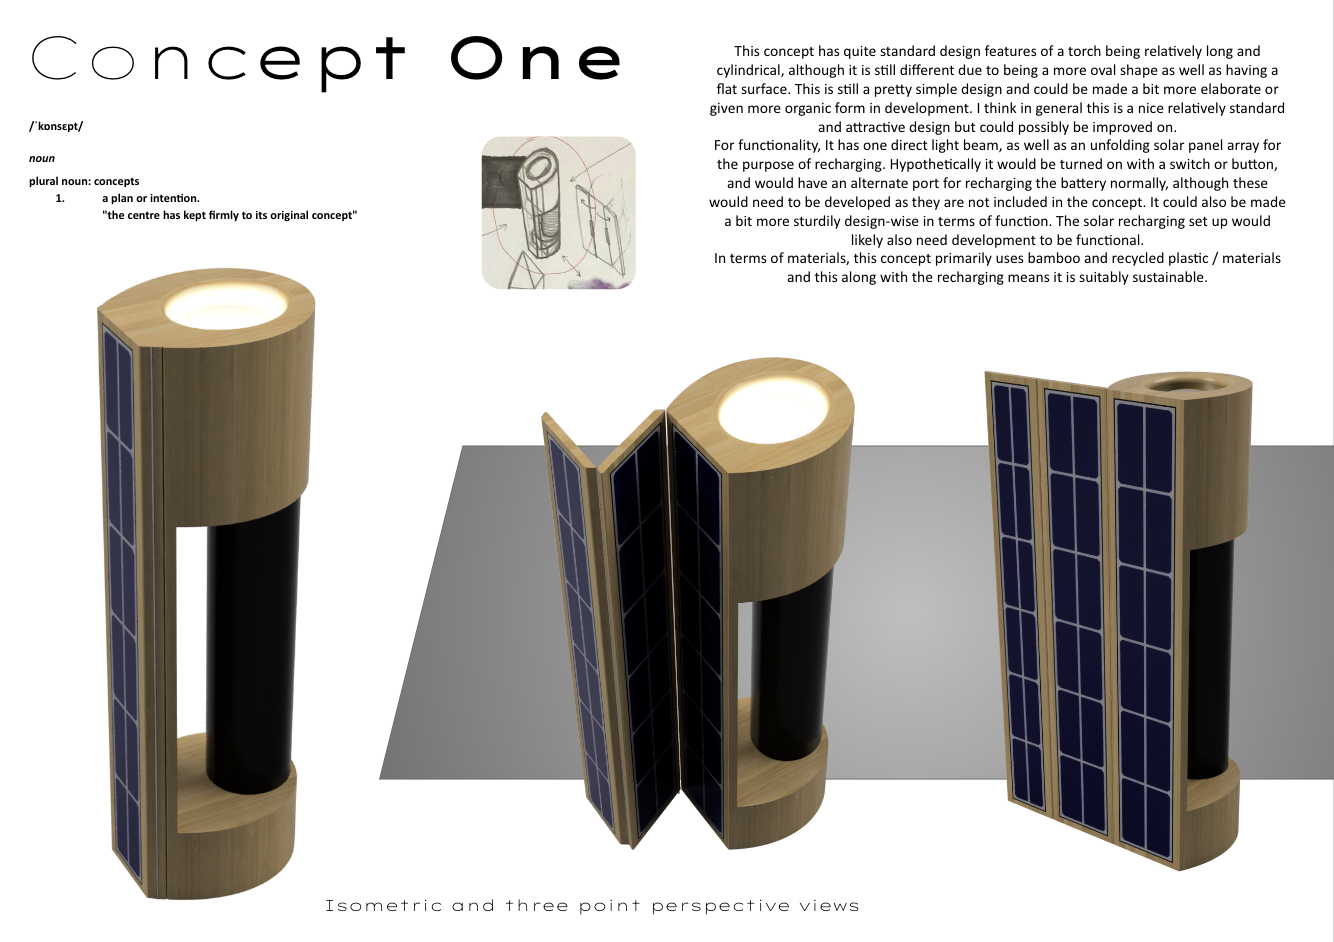 Concept One
/ˈkɒnsɛpt/
noun
plural noun: concepts
1. a plan or intention.
"the centre has kept firmly to its original concept"
This concept has quite standard design features of a torch being relatively long and
cylindrical, although it is still different due to being a more oval shape as well as having a
flat surface. This is still a pretty simple design and could be made a bit more elaborate or
given more organic form in development. I think in general this is a nice relatively standard
and attractive design but could possibly be improved on.
For functionality, It has one direct light beam, as well as an unfolding solar panel array for
the purpose of recharging. Hypothetically it would be turned on with a switch or button,
and would have an alternate port for recharging the battery normally, although these
would need to be developed as they are not included in the concept. It could also be made
a bit more sturdily design-wise in terms of function. The solar recharging set up would
likely also need development to be functional.
In terms of materials, this concept primarily uses bamboo and recycled plastic / materials
and this along with the recharging means it is suitably sustainable.
Isometric and three point perspective views